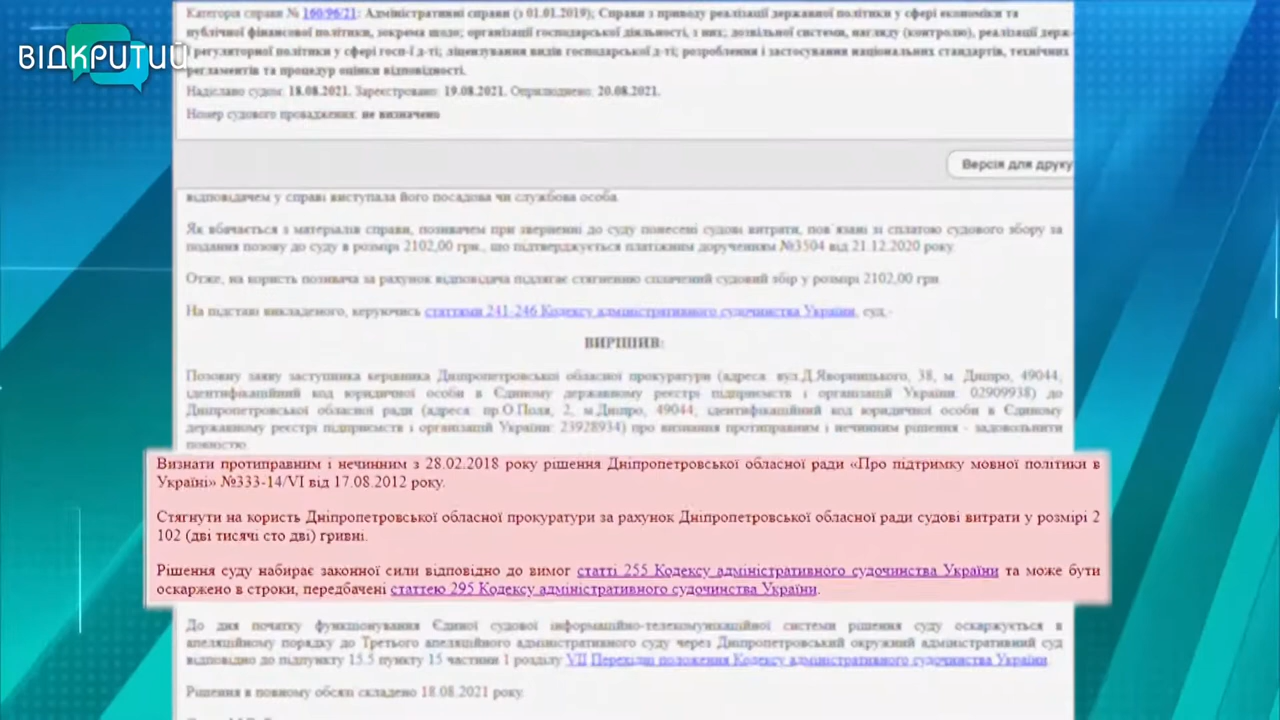 Категорія справи № 160/96/21: Адміністративні справи (з 01.01.2019); Справи з приводу реалізації державної політики у сфері економіки та
публічної фінансової політики, зокрема щодо; організації господарської діяльності, з них; дозвільної системи, нагляду (контролю), реалізації держ
регуляторної політики у сфері госп-ї д-ті; ліцензування видів господарської д-ті; розроблення і застосування національних стандартів, технічних
регламентів та процедур оцінки відповідності.
ВІДКРИТИЙ
Надіслано судом: 18.08.2021. Зареєстровано: 19.08.2021. Оприлюднено: 20.08.2021.
Номер судового провадження: не визначено
Версія для друку
відповідачем у справі виступала його посадова чи службова особа.
Як вбачається з матеріалів справи, позивачем при зверненні до суду понесені судові витрати, пов'язані зі сплатою судового збору за
подання позову до суду в розмірі 2102,00 грн., що підтверджується платіжним дорученням №3504 від 21.12.2020 року.
Отже, на користь позивача за рахунок відповідача підлягає стягненню сплачений судовий збір у розмірі 2102,00 грн.
На підставі викладеного, керуючись статтями 241-246 Кодексу адміністративного судочинства України, суд,-
ВИРІШИВ:
Позовну заяву заступника керівника Дніпропетровської обласної прокуратури (адреса: вул.Д.Яворницького, 38, м. Дніпро, 49044,
ідентифікаційний код юридичної особи в Єдиному державному реєстрі підприємств і організацій України: 02909938) до
Дніпропетровської обласної ради (адреса: пр.О.Поля, 2, м.Дніпро, 49044, ідентифікаційний код юридичної особи в Єдиному
державному реєстрі підприємств і організацій України: 23928934) про визнання протиправним і нечинним рішення - задовольнити
повністю.
Визнати протиправним і нечинним з 28.02.2018 року рішення Дніпропетровської обласної ради «Про підтримку мовної політики в
Україні» №333-14/VI від 17.08.2012 року.
Стягнути на користь Дніпропетровської обласної прокуратури за рахунок Дніпропетровської обласної ради судові витрати у розмірі 2
102 (дві тисячі сто дві) гривні.
Рішення суду набирає законної сили відповідно до вимог статті 255 Кодексу адміністративного судочинства України та може бути
оскаржено в строки, передбачені статтею 295 Кодексу адміністративного судочинства України.
До дня початку функціонування Єдиної судової інформаційно-телекомунікаційної системи рішення суду оскаржується в
апеляційному порядку до Третього апеляційного адміністративного суду через Дніпропетровський окружний адміністративний суд
відповідно до підпункту 15.5 пункту 15 частини 1 розділу VII Перехідні положення Кодексу адміністративного судочинства України.
Рішення в повному обсязі складено 18.08.2021 року.